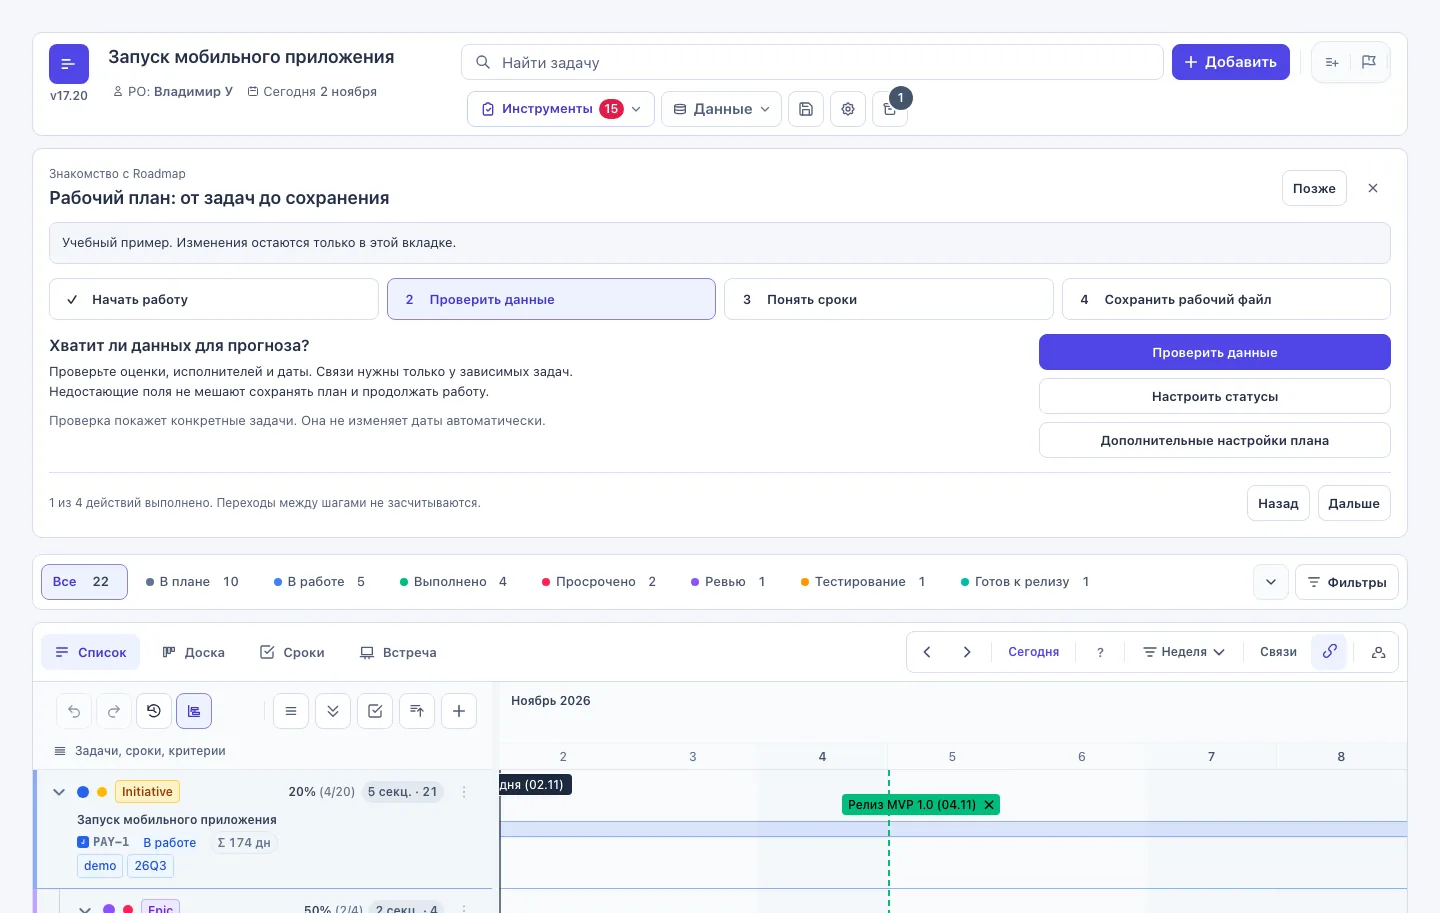 Запуск мобильного приложения
v17.20
PO: Владимир У
Сегодня 2 ноября
Найти задачу
Добавить
Инструменты 15
Данные
1
Знакомство с Roadmap
Рабочий план: от задач до сохранения
Позже
Учебный пример. Изменения остаются только в этой вкладке.
Начать работу
2 Проверить данные
3 Понять сроки
4 Сохранить рабочий файл
Хватит ли данных для прогноза?
Проверьте оценки, исполнителей и даты. Связи нужны только у зависимых задач.
Недостающие поля не мешают сохранять план и продолжать работу.
Проверка покажет конкретные задачи. Она не изменяет даты автоматически.
Проверить данные
Настроить статусы
Дополнительные настройки плана
1 из 4 действий выполнено. Переходы между шагами не засчитываются.
Назад
Дальше
Все 22
В плане 10
В работе 5
Выполнено 4
Просрочено 2
Ревью 1
Тестирование 1
Готов к релизу 1
Фильтры
Список
Доска
Сроки
Встреча
Сегодня
?
Неделя
Связи
Ноябрь 2026
Задачи, сроки, критерии
2 3 4 5 6 7 8
Initiative
20% (4/20)
5 секц. · 21
дня (02.11)
Релиз MVP 1.0 (04.11)
Запуск мобильного приложения
PAY-1
В работе
Σ 174 дн
demo
26Q3
Epic
50% (2/4)
2 секц. · 4